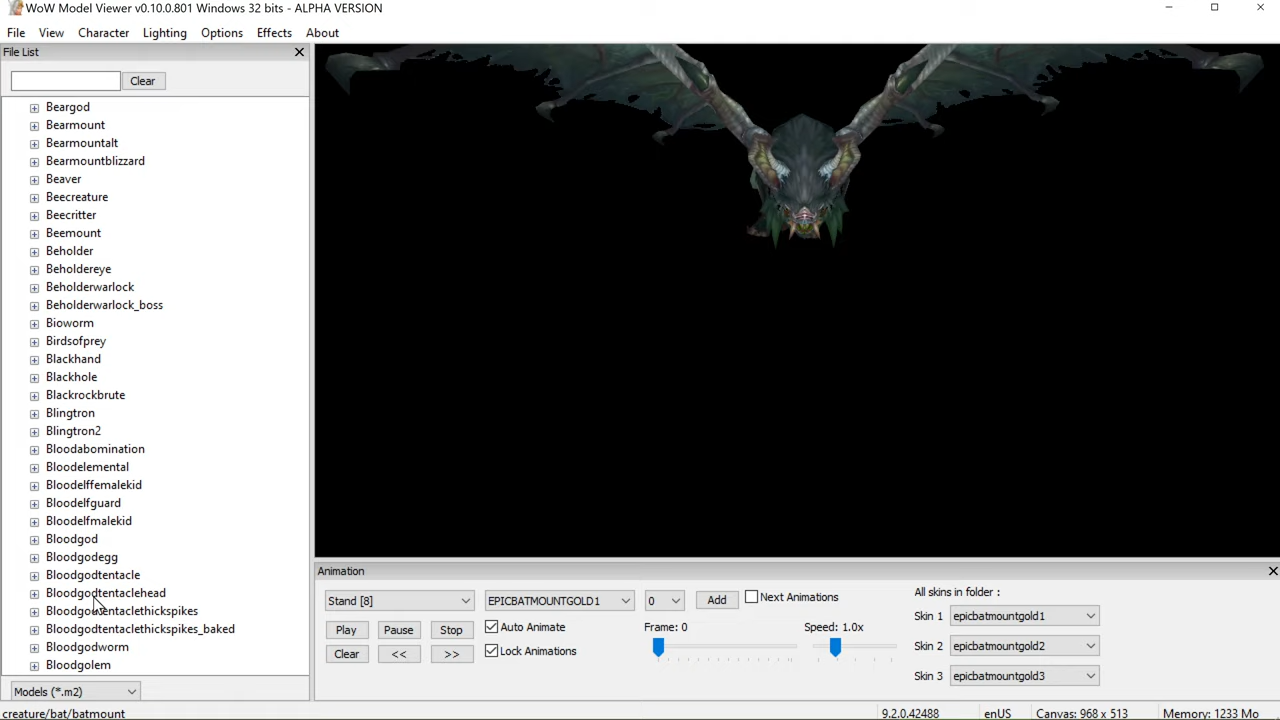 WoW Model Viewer v0.10.0.801 Windows 32 bits - ALPHA VERSION
File View Character Lighting Options Effects About
File List
Clear
Beargod
Bearmount
Bearmountalt
Bearmountblizzard
Beaver
Beecreature
Beecritter
Beemount
Beholder
Beholdereye
Beholderwarlock
Beholderwarlock_boss
Bioworm
Birdsofprey
Blackhand
Blackhole
Blackrockbrute
Blingtron
Blingtron2
Bloodabomination
Bloodelemental
Bloodelffemalekid
Bloodelfguard
Bloodelfmalekid
Bloodgod
Bloodgodegg
Bloodgodtentacle
Bloodgodtentaclehead
Bloodgodtentaclethickspikes
Bloodgodtentaclethickspikes_baked
Bloodgodworm
Bloodgolem
Models (*.m2)
Animation
Stand [8] EPICBATMOUNTGOLD1 0 Add Next Animations
Play Pause Stop Auto Animate Frame: 0 Speed: 1.0x
Clear << >> Lock Animations
All skins in folder :
Skin 1 epicbatmountgold1
Skin 2 epicbatmountgold2
Skin 3 epicbatmountgold3
creature/bat/batmount 9.2.0.42488 enUS Canvas: 968 x 513 Memory: 1233 Mo